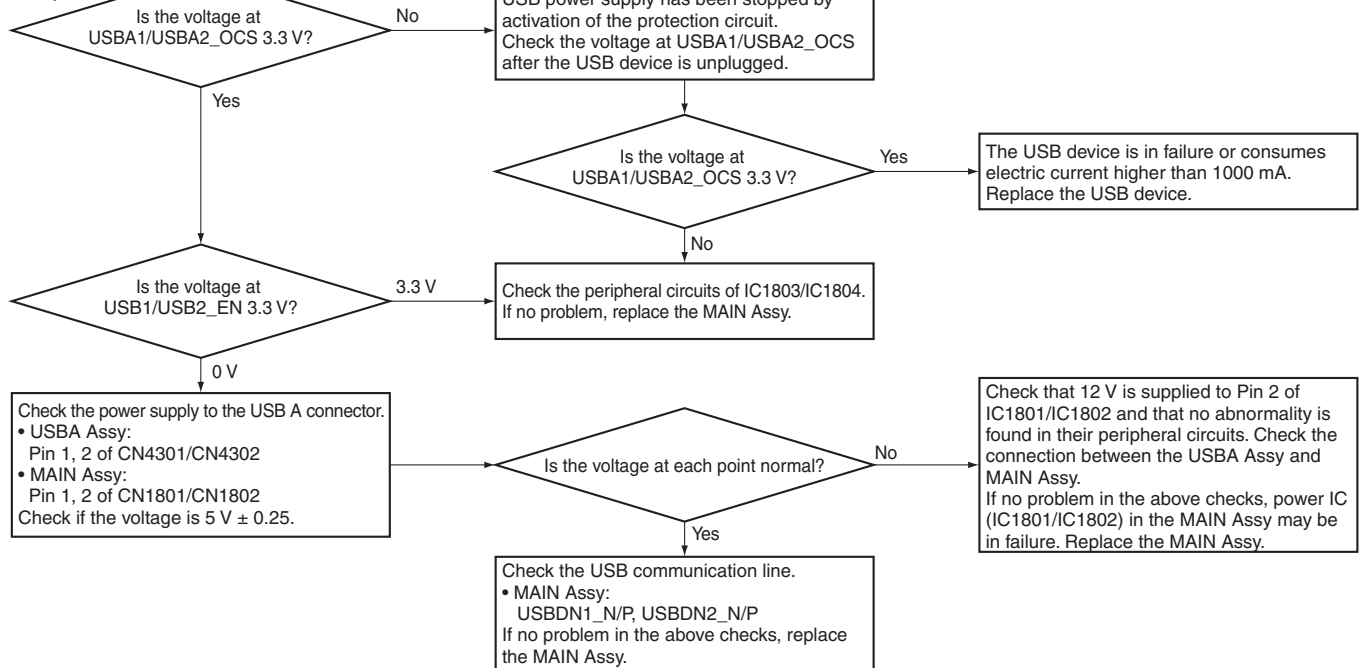 Is the voltage at
USBA1/USBA2_OCS 3.3 V?
No
USB power supply has been stopped by
activation of the protection circuit.
Check the voltage at USBA1/USBA2_OCS
after the USB device is unplugged.
Yes
Is the voltage at
USBA1/USBA2_OCS 3.3 V?
Yes
The USB device is in failure or consumes
electric current higher than 1000 mA.
Replace the USB device.
No
Is the voltage at
USB1/USB2_EN 3.3 V?
3.3 V
Check the peripheral circuits of IC1803/IC1804.
If no problem, replace the MAIN Assy.
0 V
Check the power supply to the USB A connector.
• USBA Assy:
Pin 1, 2 of CN4301/CN4302
• MAIN Assy:
Pin 1, 2 of CN1801/CN1802
Check if the voltage is 5 V ± 0.25.
Is the voltage at each point normal?
No
Check that 12 V is supplied to Pin 2 of
IC1801/IC1802 and that no abnormality is
found in their peripheral circuits. Check the
connection between the USBA Assy and
MAIN Assy.
If no problem in the above checks, power IC
(IC1801/IC1802) in the MAIN Assy may be
in failure. Replace the MAIN Assy.
Yes
Check the USB communication line.
• MAIN Assy:
USBDN1_N/P, USBDN2_N/P
If no problem in the above checks, replace
the MAIN Assy.